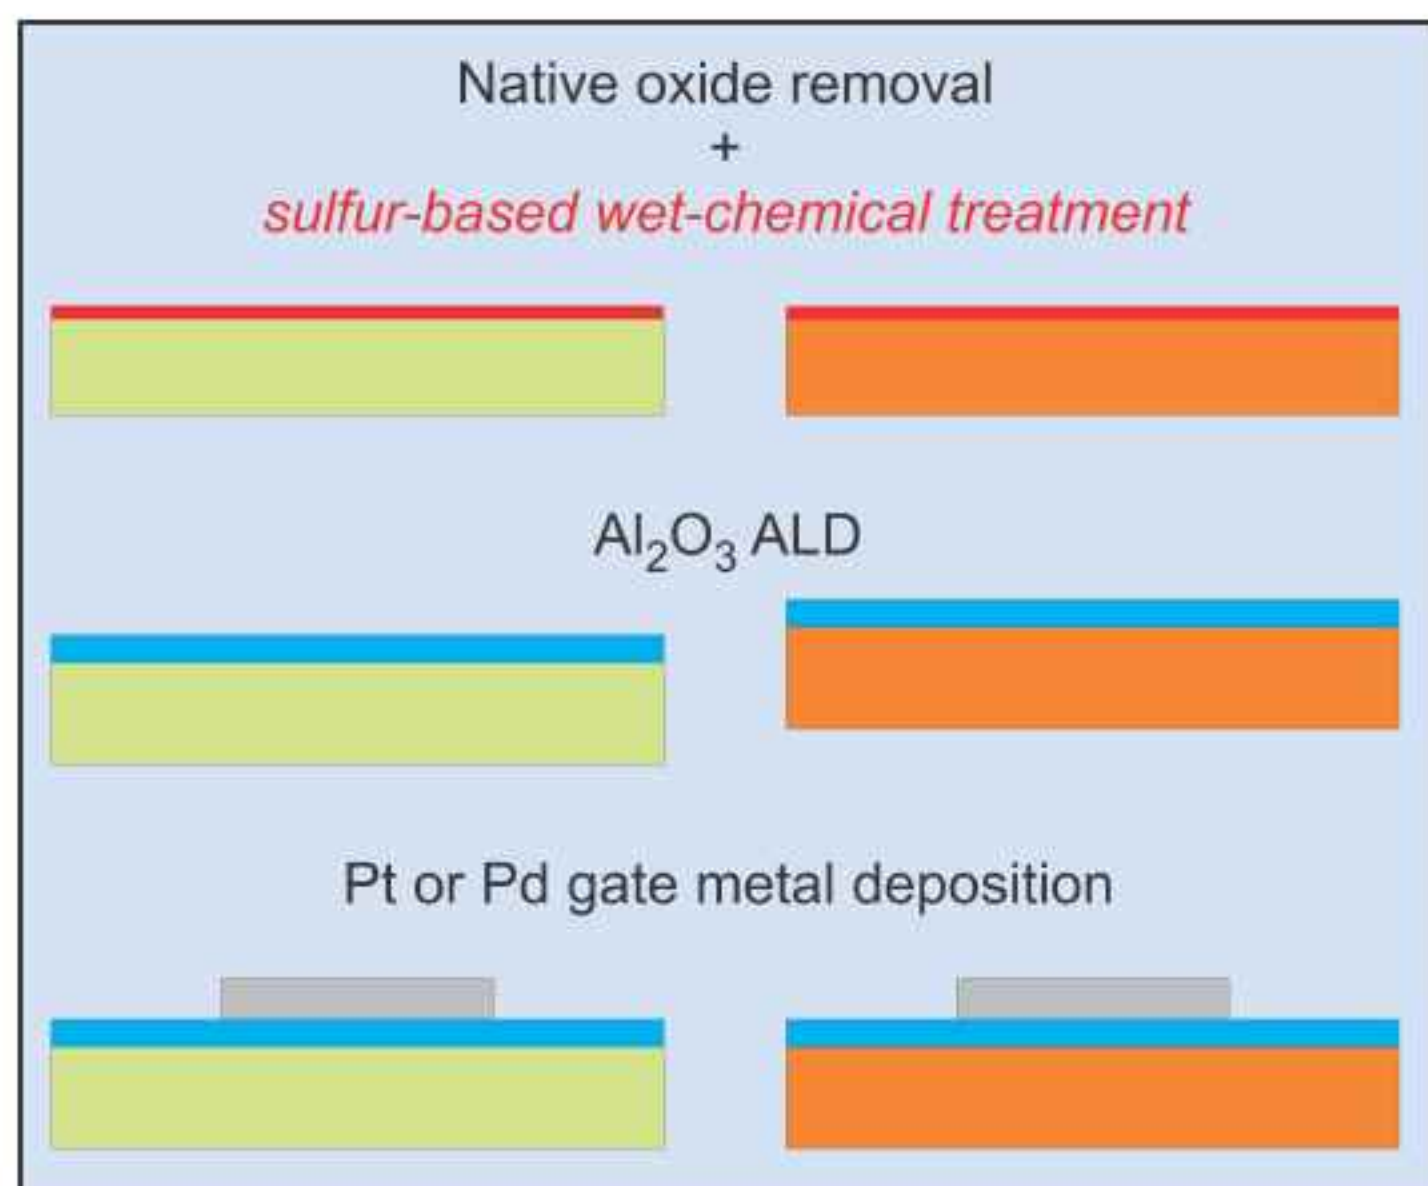 Native oxide removal
+
sulfur-based wet-chemical treatment
Al₂O₃ ALD
Pt or Pd gate metal deposition